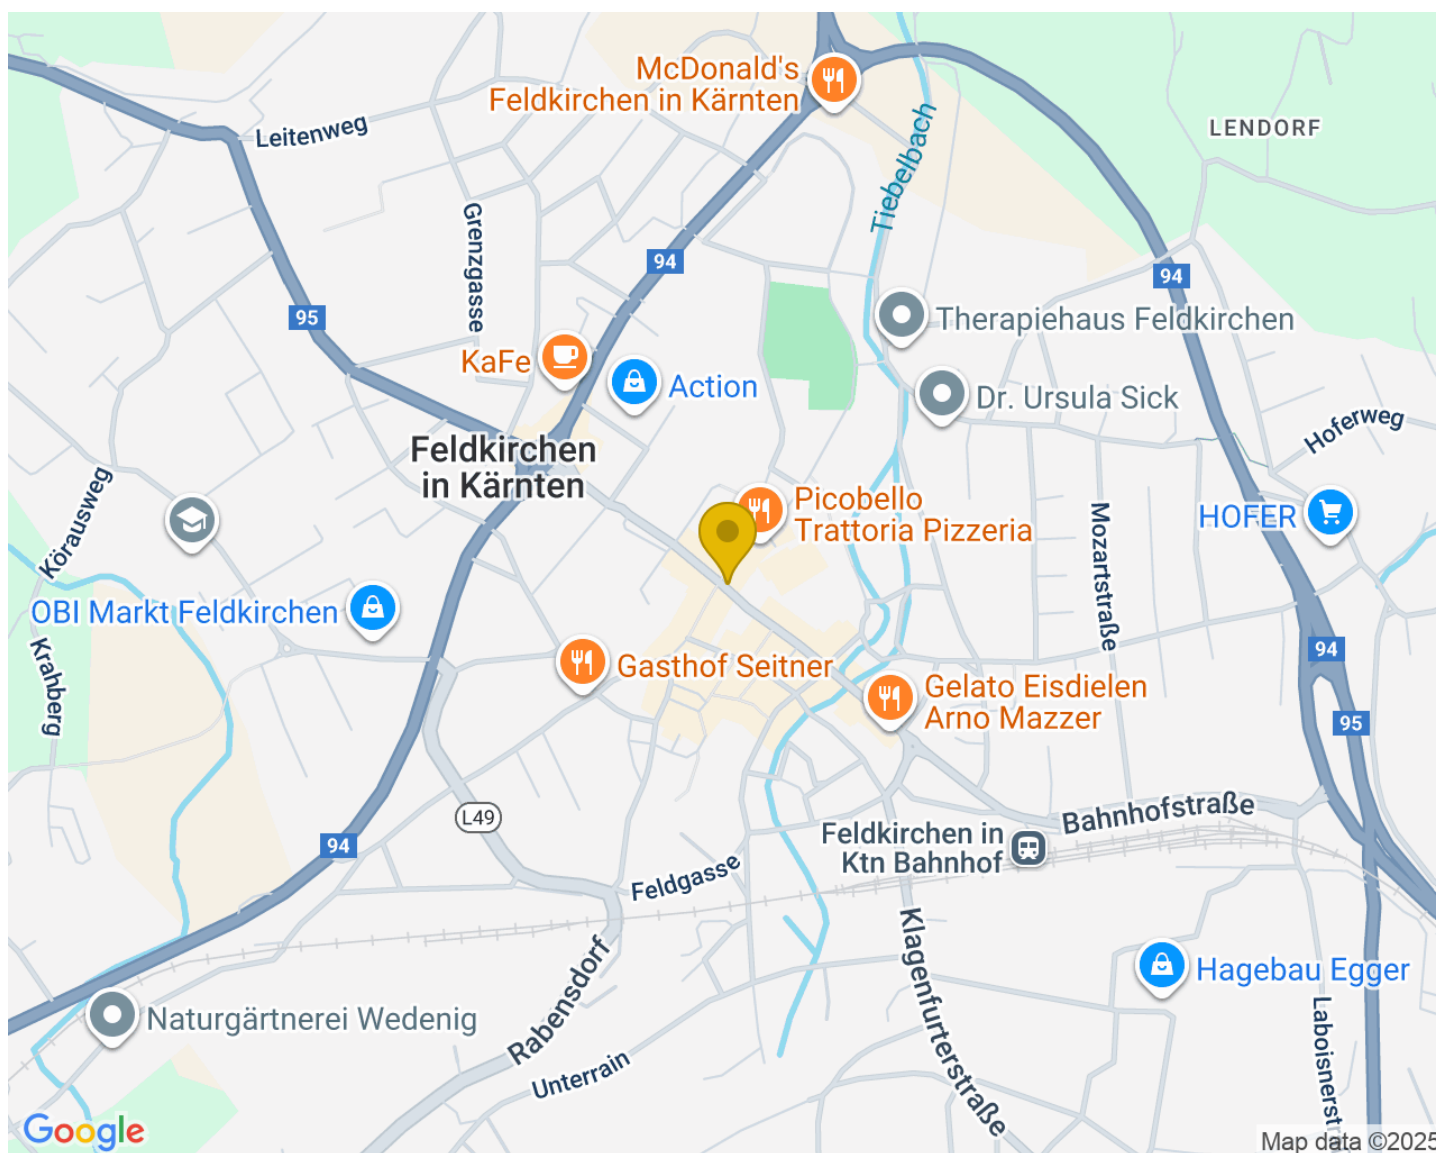 McDonald's
Feldkirchen in Kärnten
Leitenweg
LENDORF
Tiebelbach
Grenzgasse
94
94
95
Therapiehaus Feldkirchen
KaFe
Action
Dr. Ursula Sick
Hoferweg
Feldkirchen
in Kärnten
Körausweg
Picobello
Trattoria Pizzeria
Mozartstraße
HOFER
OBI Markt Feldkirchen
Krahberg
Gasthof Seitner
94
Gelato Eisdielen
Arno Mazzer
95
L49
94
Bahnhofstraße
Feldkirchen in
Ktn Bahnhof
Feldgasse
Klagenfurterstraße
Rabensdorf
Hagebau Egger
Naturgärtnerei Wedenig
Unterrain
Laboisnerstr
Google
Map data ©2025